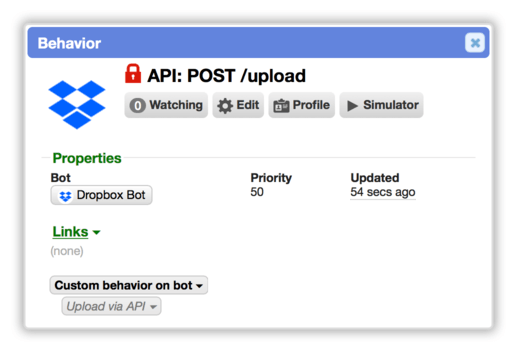 Behavior
API: POST /upload
0 Watching Edit Profile Simulator
Properties
Bot Priority Updated
Dropbox Bot 50 54 secs ago
Links
(none)
Custom behavior on bot
Upload via API